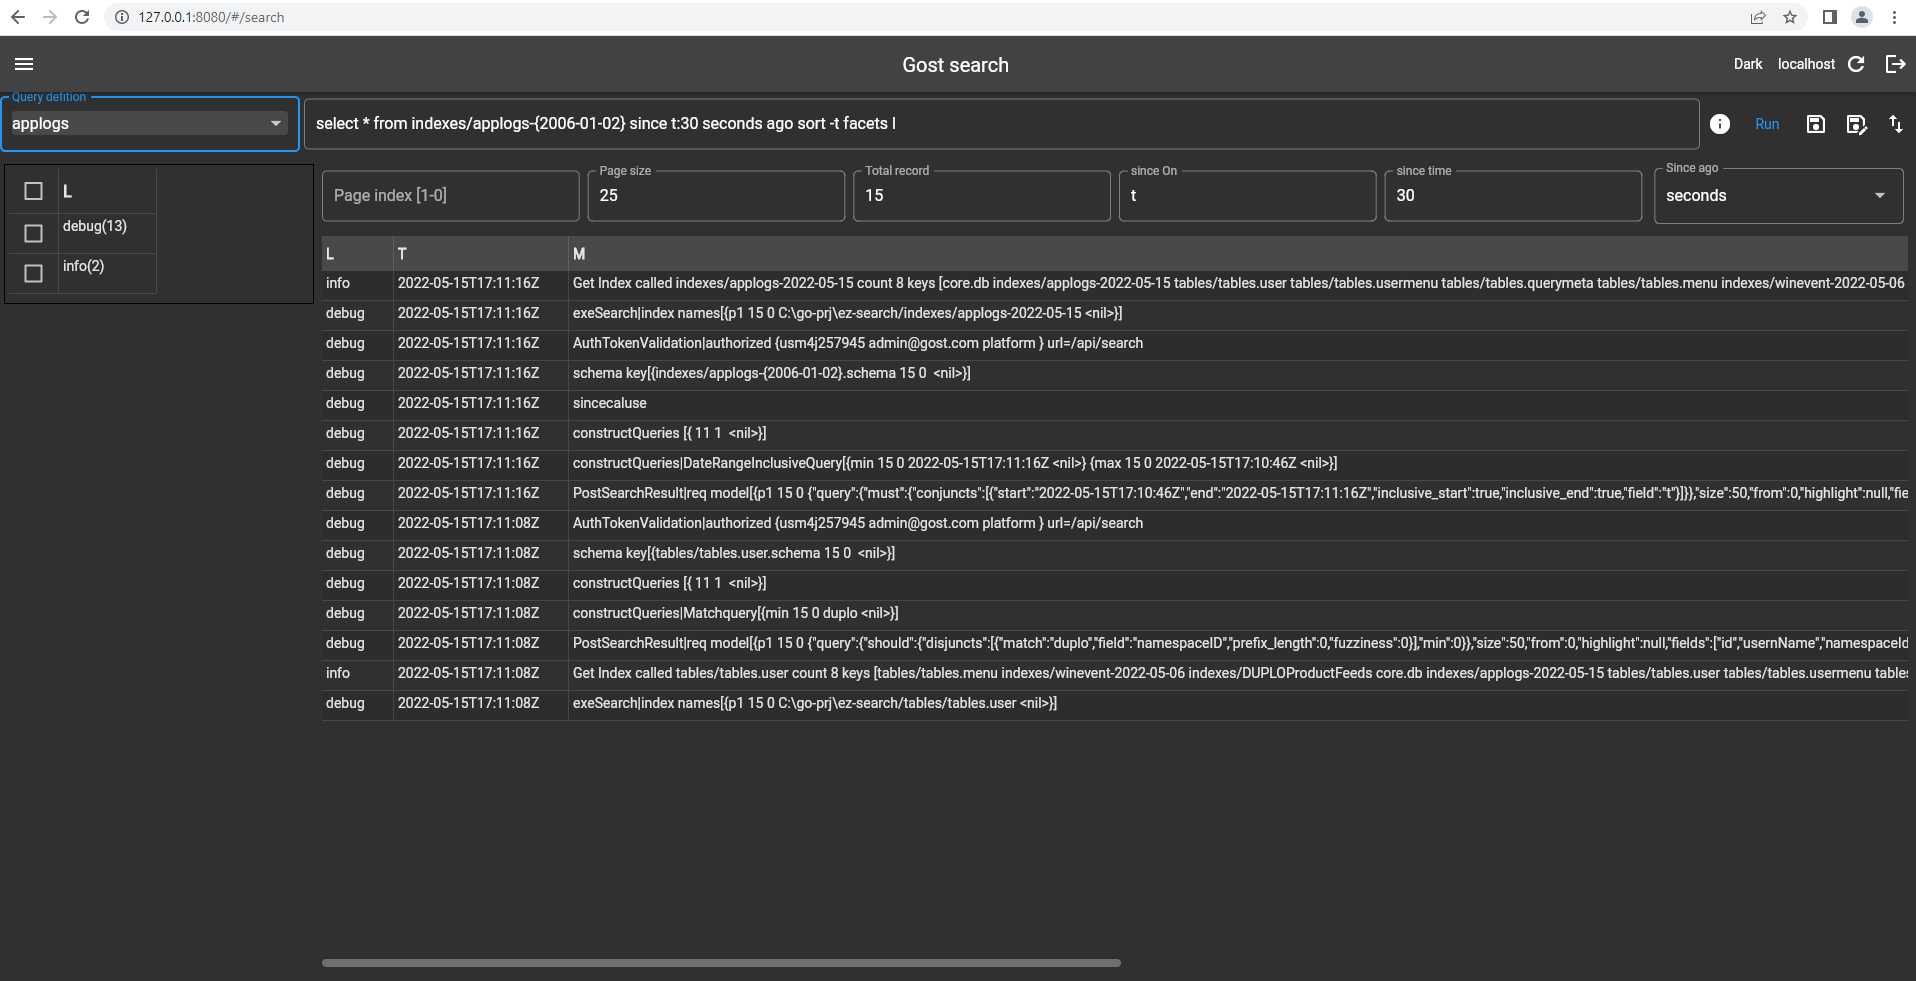 127.0.0.1:8080/#/search
Gost search
Dark localhost
Query defition
applogs
select * from indexes/applogs-{2006-01-02} since t:30 seconds ago sort -t facets l
Run
L
debug(13)
info(2)
Page index [1-0]
Page size
25
Total record
15
since On
t
since time
30
Since ago
seconds
L T M
info 2022-05-15T17:11:16Z Get Index called indexes/applogs-2022-05-15 count 8 keys [core.db indexes/applogs-2022-05-15 tables/tables.user tables/tables.usermenu tables/tables.querymeta tables/tables.menu indexes/winevent-2022-05-06
debug 2022-05-15T17:11:16Z exeSearch|index names[{p1 15 0 C:\go-prj\ez-search/indexes/applogs-2022-05-15 <nil>}]
debug 2022-05-15T17:11:16Z AuthTokenValidation|authorized {usm4j257945 admin@gost.com platform } url=/api/search
debug 2022-05-15T17:11:16Z schema key[{indexes/applogs-{2006-01-02}.schema 15 0  <nil>}]
debug 2022-05-15T17:11:16Z sincecaluse
debug 2022-05-15T17:11:16Z constructQueries [{ 11 1  <nil>}]
debug 2022-05-15T17:11:16Z constructQueries|DateRangeInclusiveQuery[{min 15 0 2022-05-15T17:11:16Z <nil>} {max 15 0 2022-05-15T17:10:46Z <nil>}]
debug 2022-05-15T17:11:16Z PostSearchResult|req model[{p1 15 0 {"query":{"must":{"conjuncts":[{"start":"2022-05-15T17:10:46Z","end":"2022-05-15T17:11:16Z","inclusive_start":true,"inclusive_end":true,"field":"t"}]}},"size":50,"from":0,"highlight":null,"fie
debug 2022-05-15T17:11:08Z AuthTokenValidation|authorized {usm4j257945 admin@gost.com platform } url=/api/search
debug 2022-05-15T17:11:08Z schema key[{tables/tables.user.schema 15 0  <nil>}]
debug 2022-05-15T17:11:08Z constructQueries [{ 11 1  <nil>}]
debug 2022-05-15T17:11:08Z constructQueries|Matchquery[{min 15 0 duplo <nil>}]
debug 2022-05-15T17:11:08Z PostSearchResult|req model[{p1 15 0 {"query":{"should":{"disjuncts":[{"match":"duplo","field":"namespaceID","prefix_length":0,"fuzziness":0}],"min":0}},"size":50,"from":0,"highlight":null,"fields":["id","usernName","namespaceId
info 2022-05-15T17:11:08Z Get Index called tables/tables.user count 8 keys [tables/tables.menu indexes/winevent-2022-05-06 indexes/DUPLOProductFeeds core.db indexes/applogs-2022-05-15 tables/tables.user tables/tables.usermenu tables
debug 2022-05-15T17:11:08Z exeSearch|index names[{p1 15 0 C:\go-prj\ez-search/tables/tables.user <nil>}]